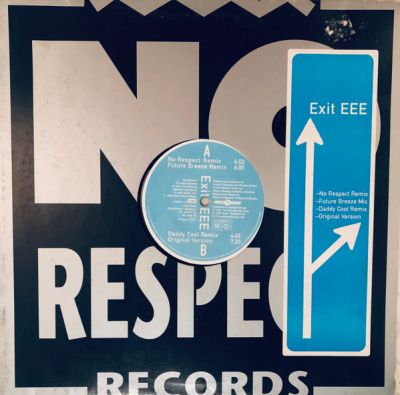 NO
RESPEC
RECORDS
Exit EEE
–No Respect Remix
–Future Breeze Mix
–Daddy Cool Remix
–Original Version
A
No Respect Remix 6:02
Future Breeze Remix 6:05
Exit EEE
Daddy Cool Remix 6:45
Original Version 7:20
B